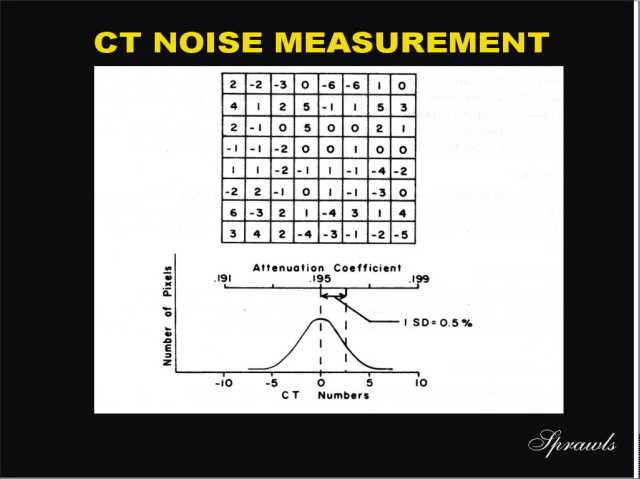 CT NOISE MEASUREMENT
2 -2 -3 0 -6 -6 1 0
4 1 2 5 -1 1 5 3
2 -1 0 5 0 0 2 1
-1 -1 -2 0 0 1 0 0
1 1 -2 -1 1 -1 -4 -2
-2 2 -1 0 1 -1 -3 0
6 -3 2 1 -4 3 1 4
3 4 2 -4 -3 -1 -2 -5
Attenuation Coefficient
.191 .195 .199
1 SD=0.5%
Number of Pixels
-10 -5 0 5 10
CT Numbers
Sprawls